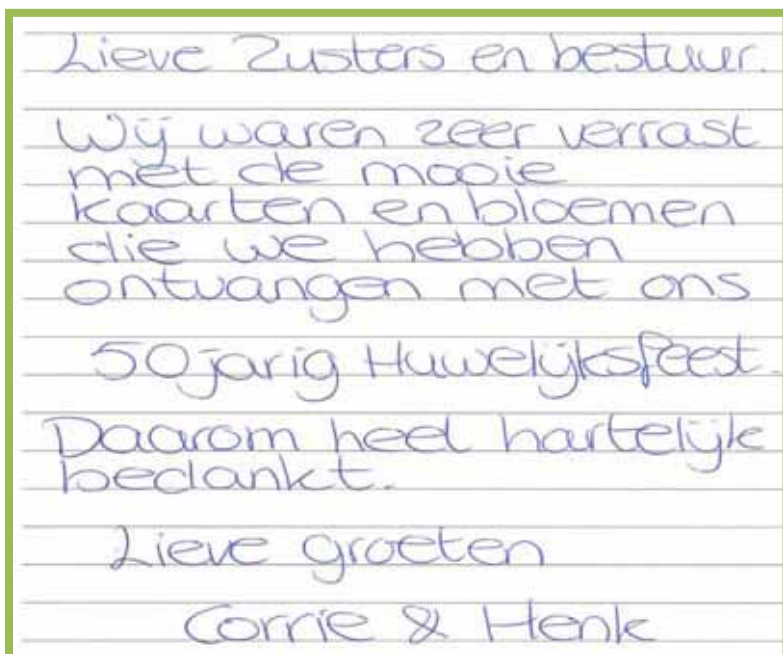 Lieve Zusters en bestuur.
Wij waren zeer verrast
met de mooie
kaarten en bloemen
die we hebben
ontvangen met ons
50 jarig Huwelijksfeest.
Daarom heel hartelijk
bedankt.
Lieve groeten
Corrie & Henk